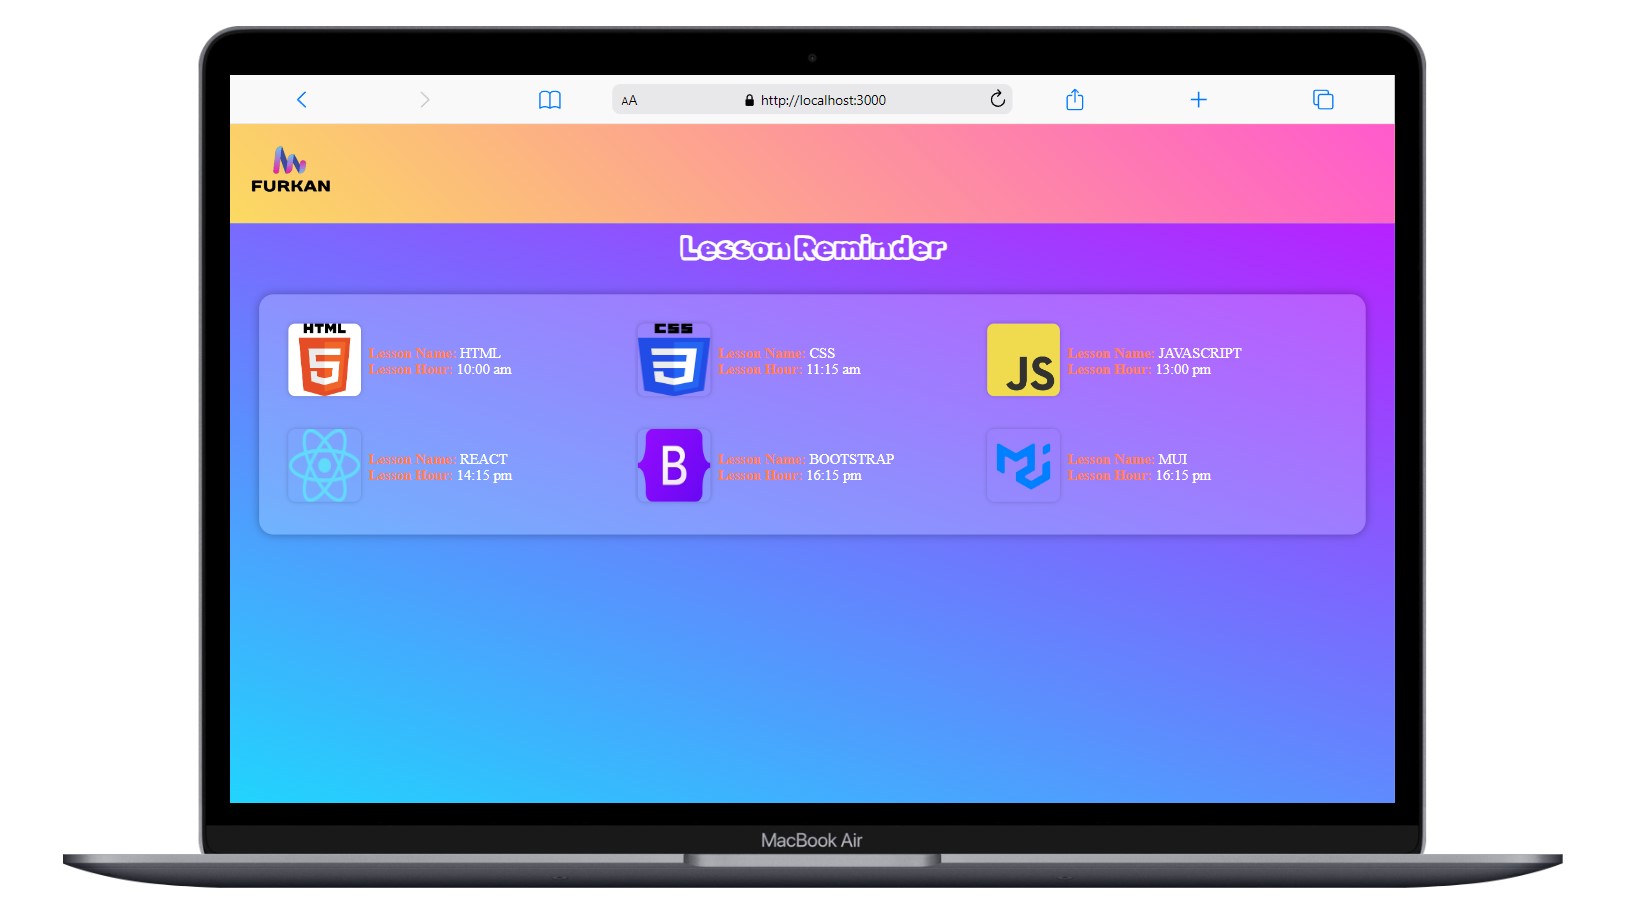 AA http://localhost:3000
FURKAN
Lesson Reminder
HTML
5
Lesson Name: HTML
Lesson Hour: 10:00 am
CSS
3
Lesson Name: CSS
Lesson Hour: 11:15 am
JS
Lesson Name: JAVASCRIPT
Lesson Hour: 13:00 pm
Lesson Name: REACT
Lesson Hour: 14:15 pm
B
Lesson Name: BOOTSTRAP
Lesson Hour: 16:15 pm
Lesson Name: MUI
Lesson Hour: 16:15 pm
MacBook Air